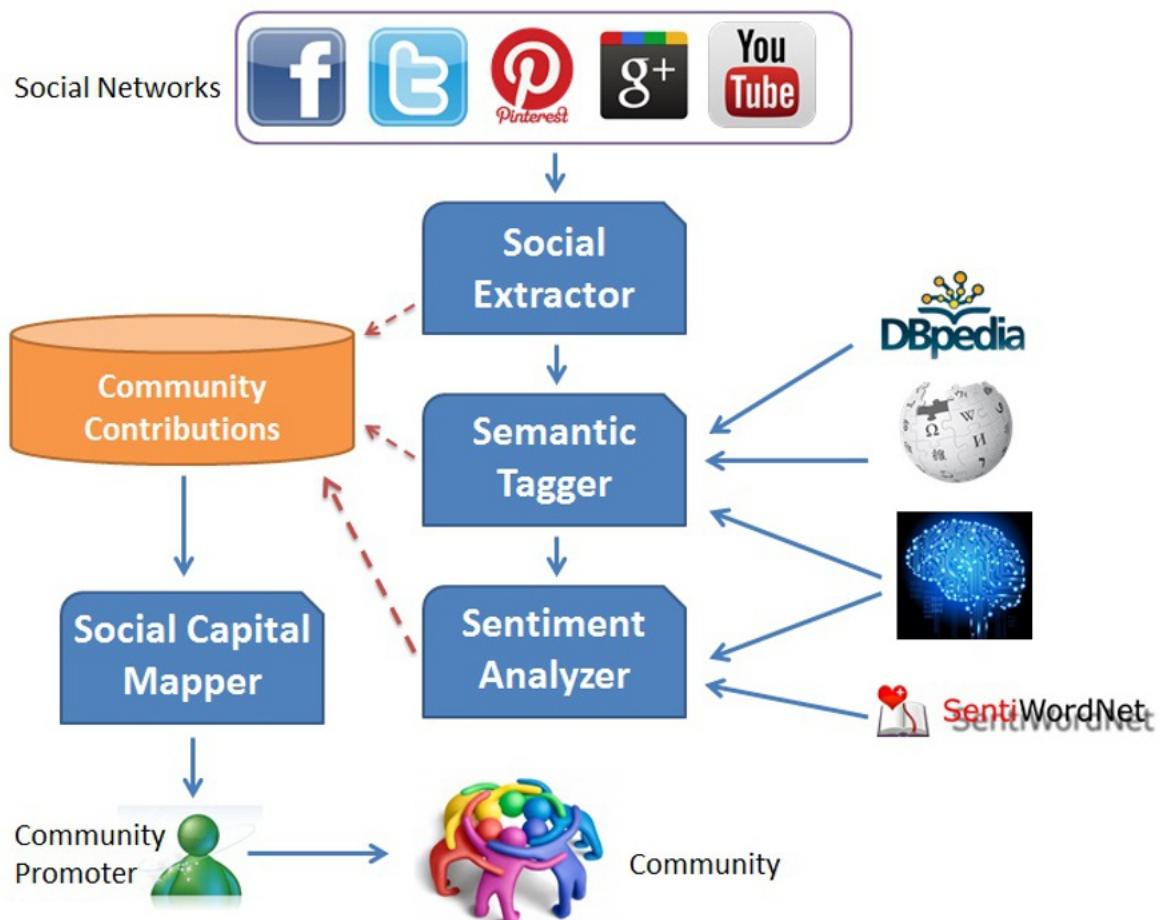 Social Networks
f
t
Pinterest
g+
You
Tube
Social
Extractor
DBpedia
Community
Contributions
Semantic
Tagger
Ω W И
Social Capital
Mapper
Sentiment
Analyzer
SentiWordNet
Community
Promoter
Community